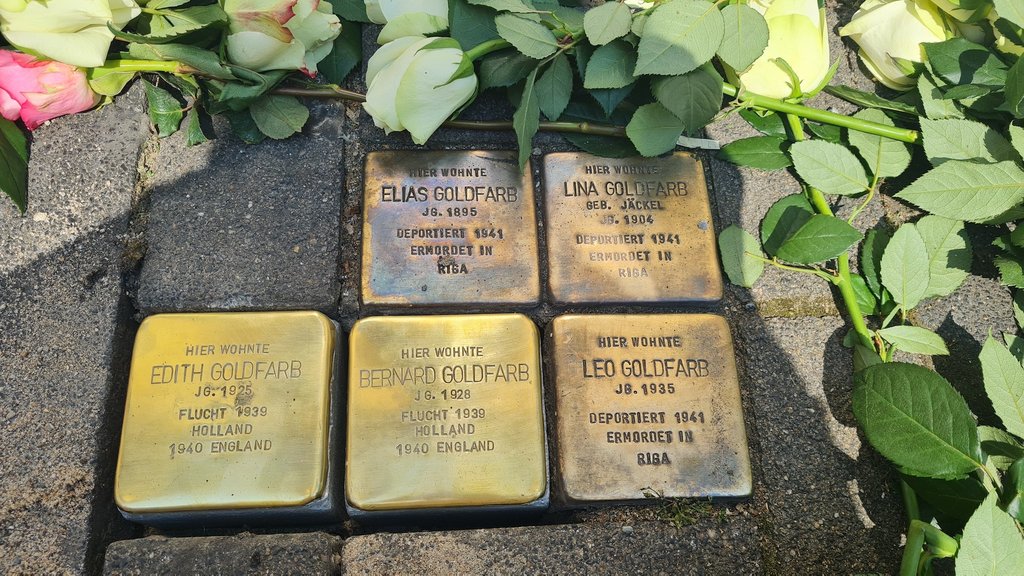 HIER WOHNTE
ELIAS GOLDFARB
JG. 1895
DEPORTIERT 1941
ERMORDET IN
RIGA
HIER WOHNTE
LINA GOLDFARB
GEB. JÄCKEL
JG. 1904
DEPORTIERT 1941
ERMORDET IN
RIGA
HIER WOHNTE
EDITH GOLDFARB
JG. 1925
FLUCHT 1939
HOLLAND
1940 ENGLAND
HIER WOHNTE
BERNARD GOLDFARB
JG. 1928
FLUCHT 1939
HOLLAND
1940 ENGLAND
HIER WOHNTE
LEO GOLDFARB
JG. 1935
DEPORTIERT 1941
ERMORDET IN
RIGA